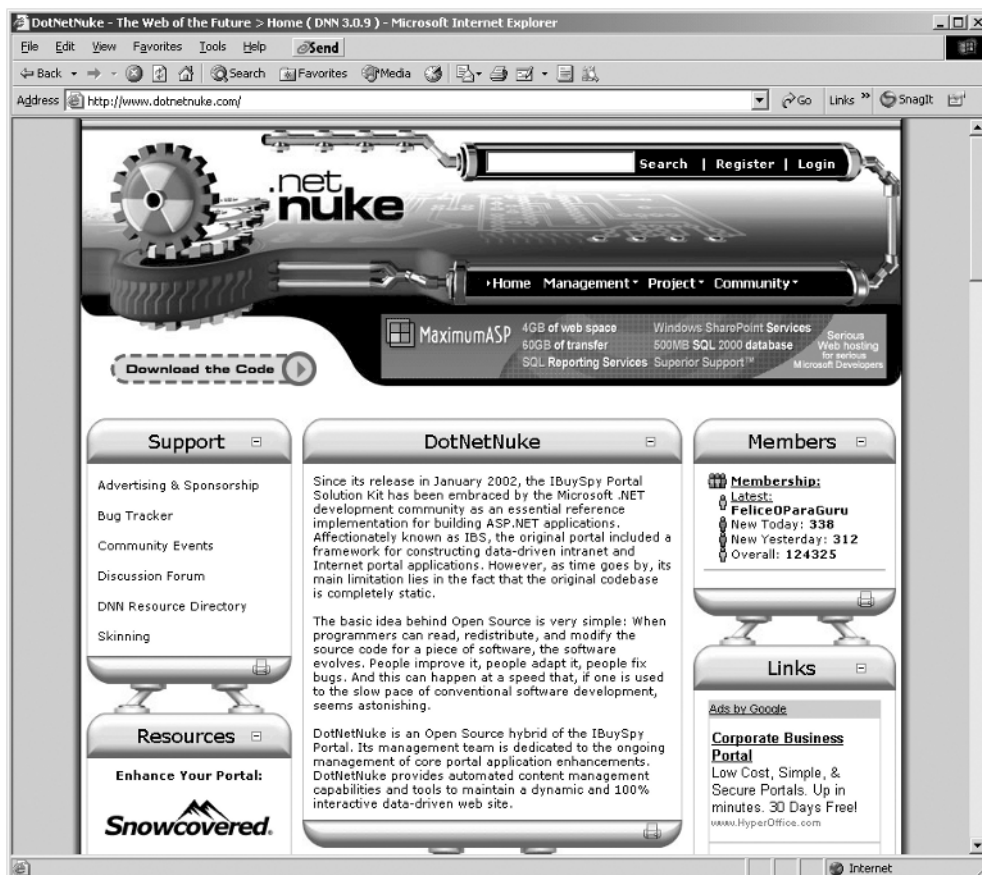 DotNetNuke - The Web of the Future > Home ( DNN 3.0.9 ) - Microsoft Internet Explorer
File Edit View Favorites Tools Help Send
Back Search Favorites Media
Address http://www.dotnetnuke.com/ Go Links » SnagIt
Search | Register | Login
.net
nuke
Home Management Project Community
MaximumASP
4GB of web space Windows SharePoint Services
60GB of transfer 500MB SQL 2000 database
SQL Reporting Services Superior Support™
Serious
Web hosting
for serious
Microsoft Developers
Download the Code
Support
Advertising & Sponsorship
Bug Tracker
Community Events
Discussion Forum
DNN Resource Directory
Skinning
Resources
Enhance Your Portal:
Snowcovered.
DotNetNuke
Since its release in January 2002, the IBuySpy Portal
Solution Kit has been embraced by the Microsoft .NET
development community as an essential reference
implementation for building ASP.NET applications.
Affectionately known as IBS, the original portal included a
framework for constructing data-driven intranet and
Internet portal applications. However, as time goes by, its
main limitation lies in the fact that the original codebase
is completely static.
The basic idea behind Open Source is very simple: When
programmers can read, redistribute, and modify the
source code for a piece of software, the software
evolves. People improve it, people adapt it, people fix
bugs. And this can happen at a speed that, if one is used
to the slow pace of conventional software development,
seems astonishing.
DotNetNuke is an Open Source hybrid of the IBuySpy
Portal. Its management team is dedicated to the ongoing
management of core portal application enhancements.
DotNetNuke provides automated content management
capabilities and tools to maintain a dynamic and 100%
interactive data-driven web site.
Members
Membership:
Latest:
FeliceOParaGuru
New Today: 338
New Yesterday: 312
Overall: 124325
Links
Ads by Google
Corporate Business
Portal
Low Cost, Simple, &
Secure Portals. Up in
minutes. 30 Days Free!
www.HyperOffice.com
Internet